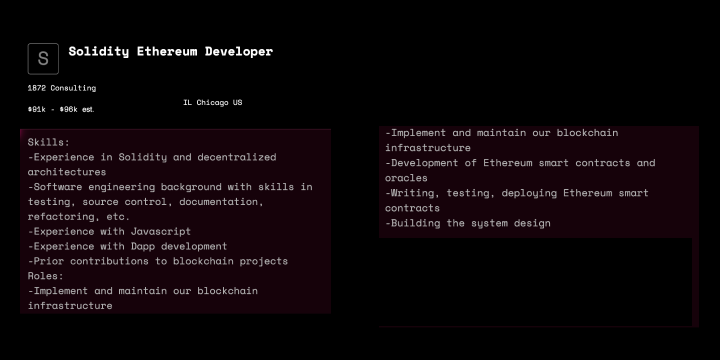 S
Solidity Ethereum Developer
1872 Consulting
$91k - $96k est.
IL Chicago US
Skills:
-Experience in Solidity and decentralized
architectures
-Software engineering background with skills in
testing, source control, documentation,
refactoring, etc.
-Experience with Javascript
-Experience with Dapp development
-Prior contributions to blockchain projects
Roles:
-Implement and maintain our blockchain
infrastructure
-Implement and maintain our blockchain
infrastructure
-Development of Ethereum smart contracts and
oracles
-Writing, testing, deploying Ethereum smart
contracts
-Building the system design